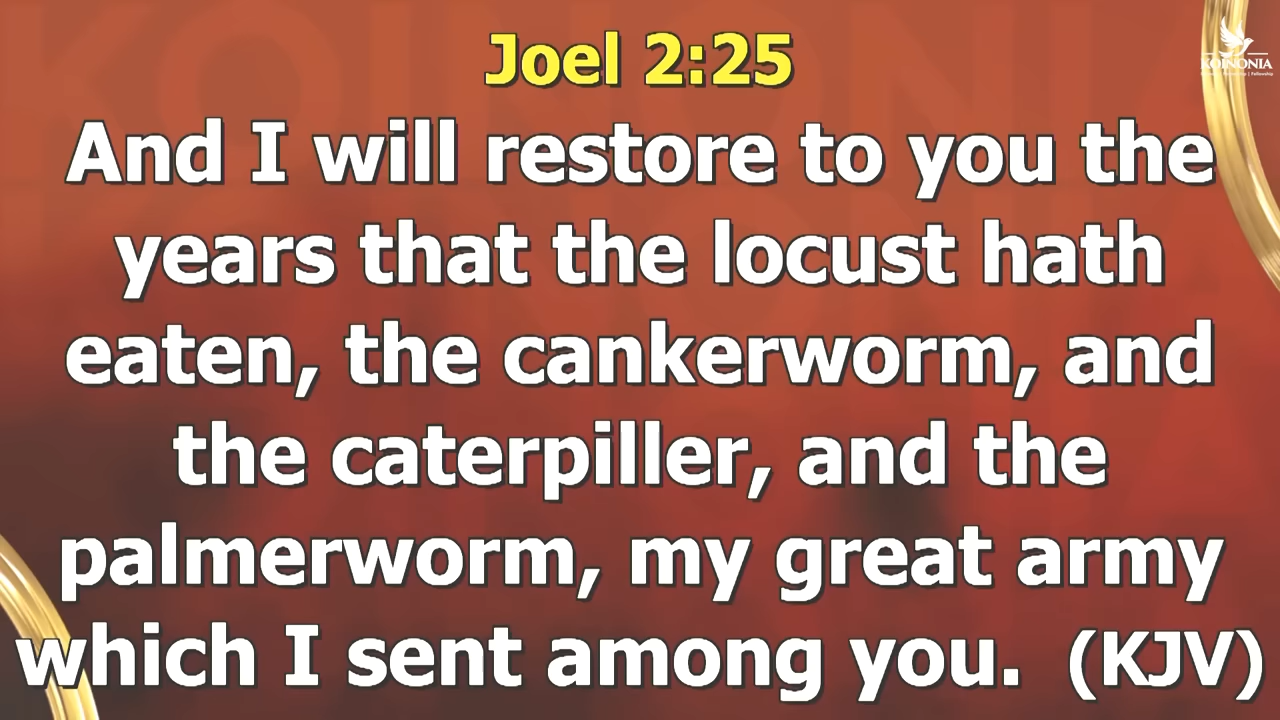 Joel 2:25
KOINONIA
And I will restore to you the
years that the locust hath
eaten, the cankerworm, and
the caterpiller, and the
palmerworm, my great army
which I sent among you. (KJV)